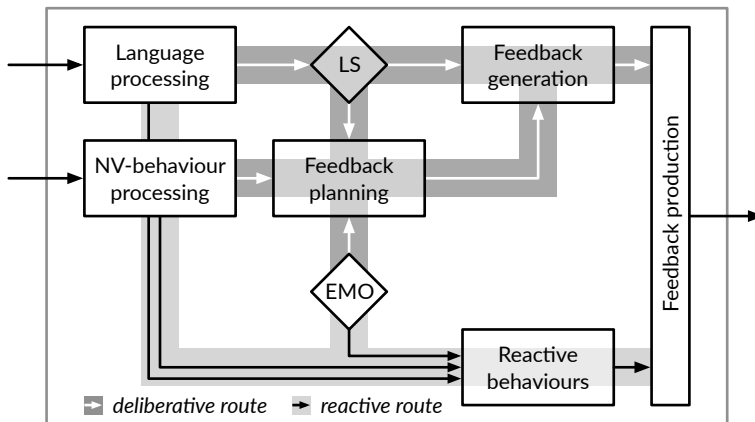 Language
processing
LS
Feedback
generation
NV-behaviour
processing
Feedback
planning
Feedback production
EMO
Reactive
behaviours
deliberative route
reactive route